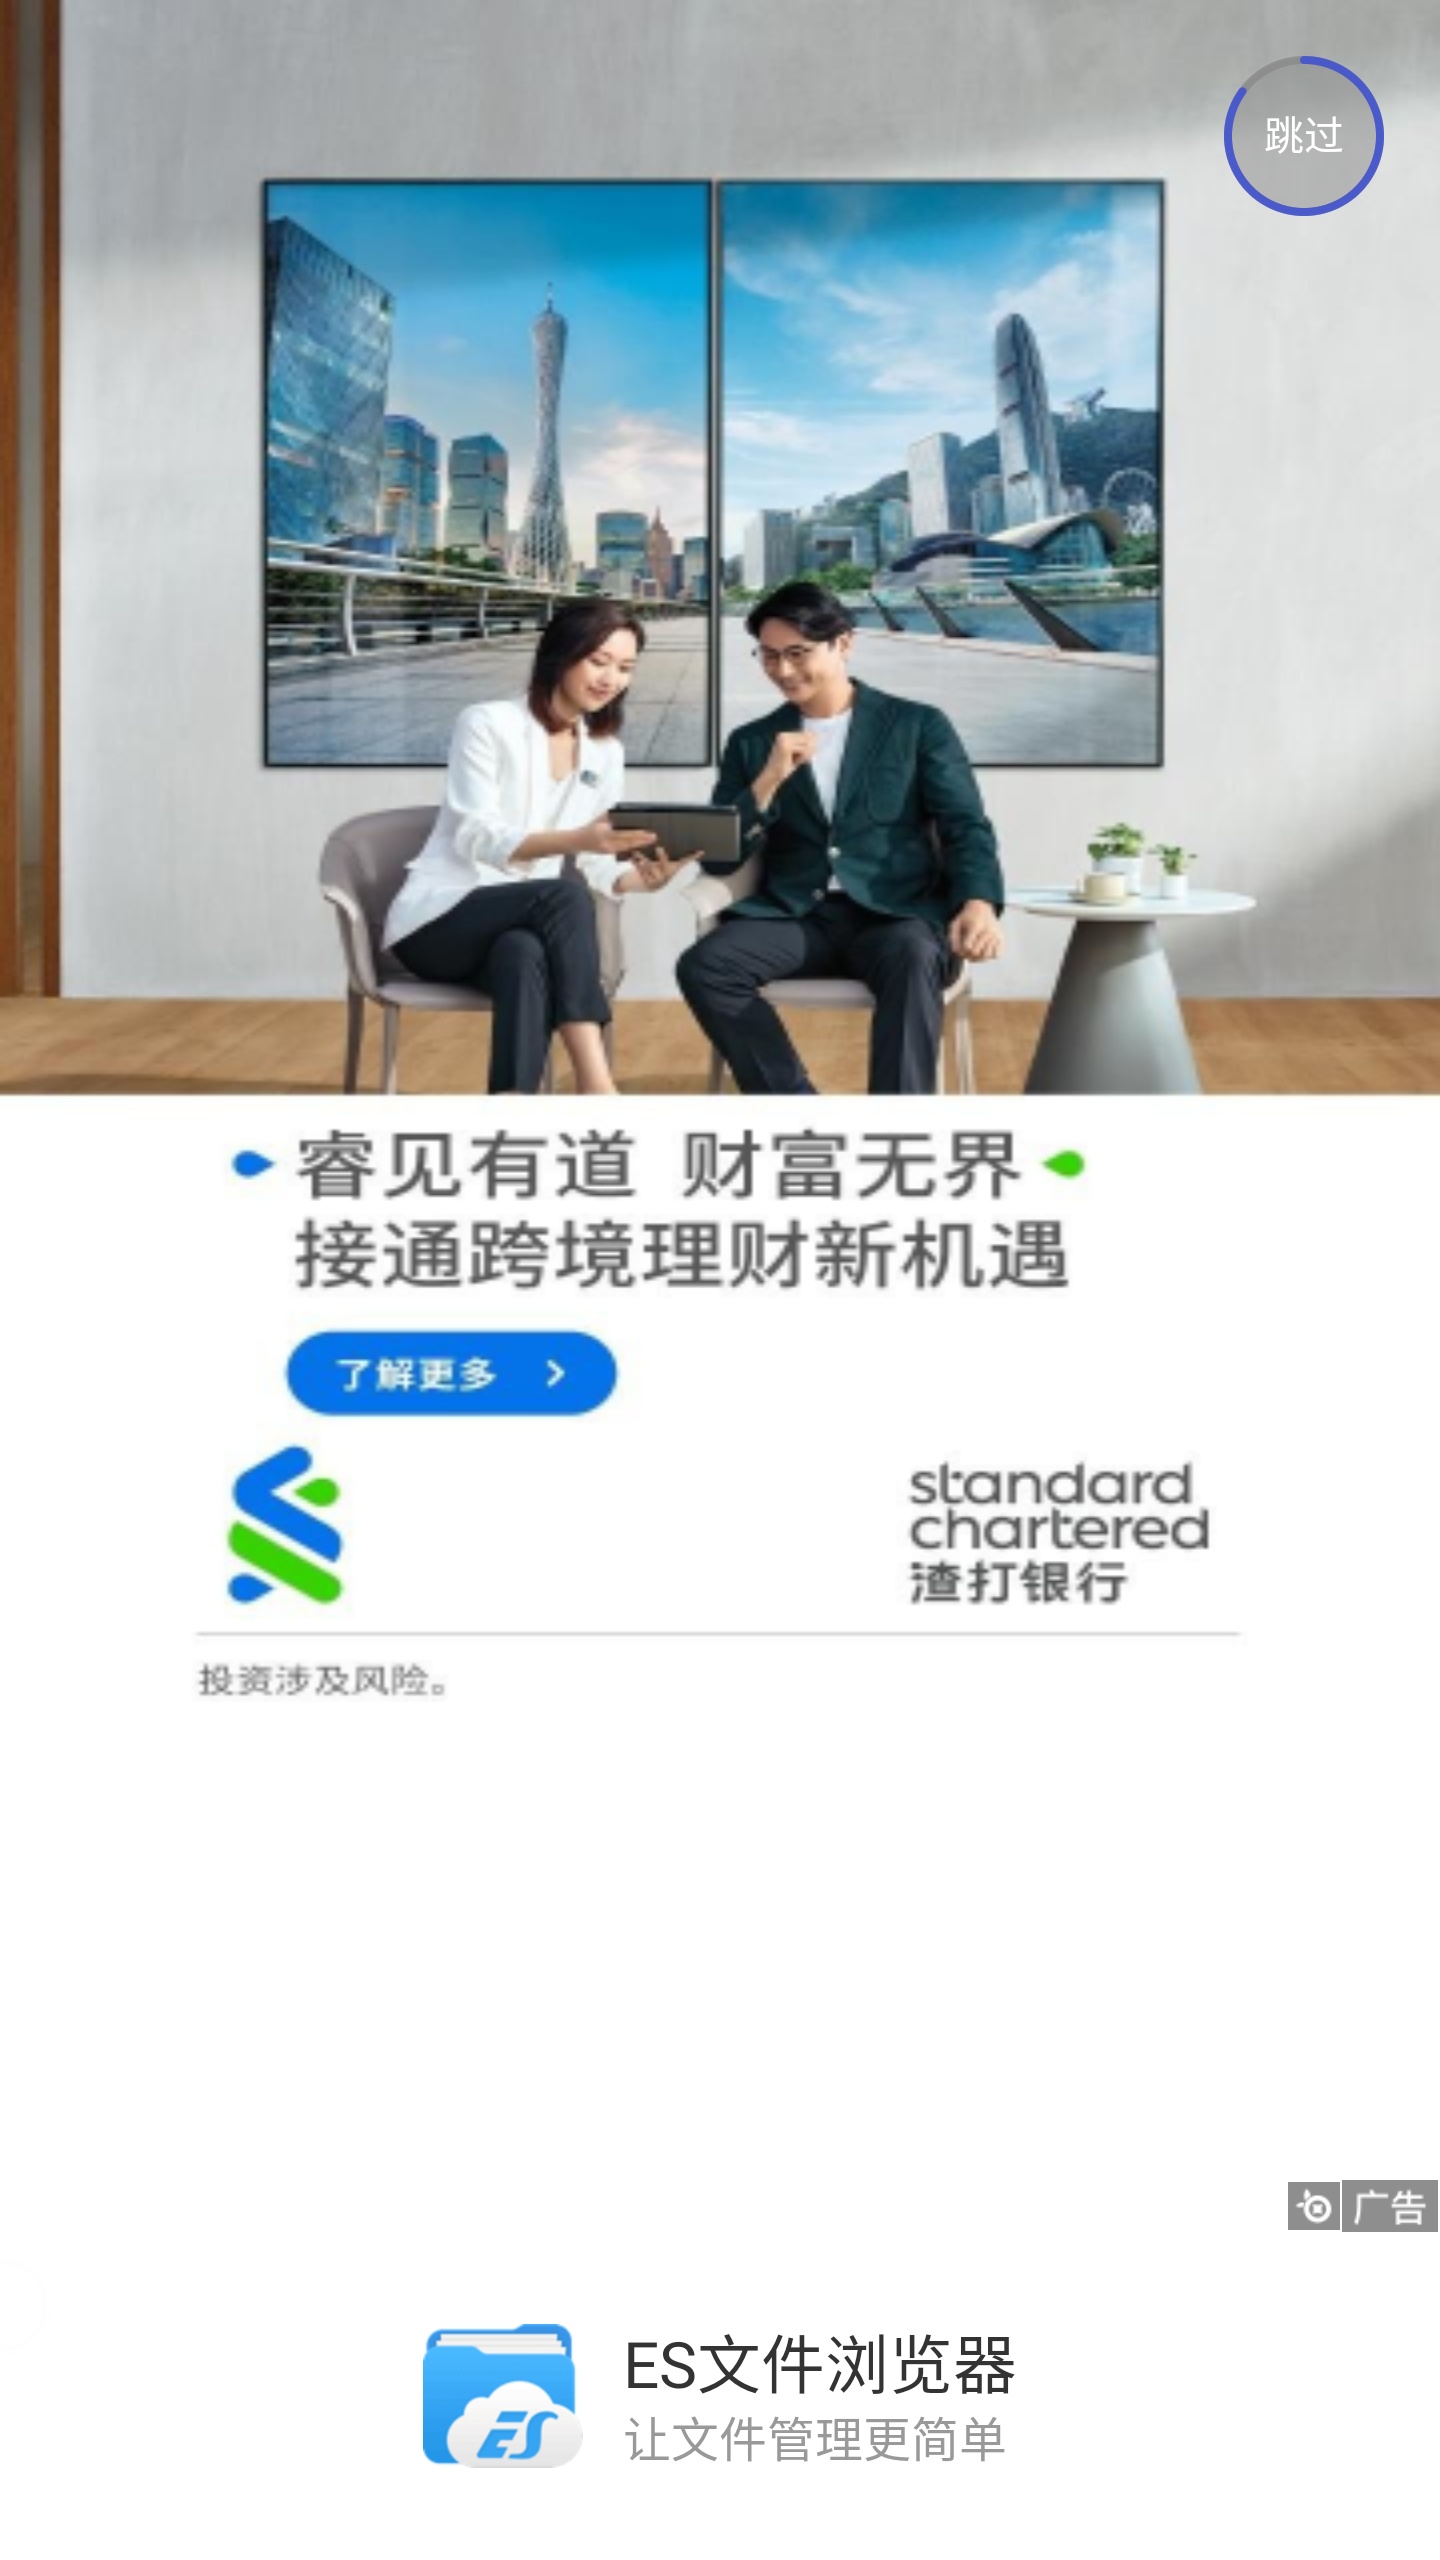 跳过
睿见有道 财富无界
接通跨境理财新机遇
了解更多
standard
chartered
渣打银行
投资涉及风险。
广告
ES文件浏览器
让文件管理更简单